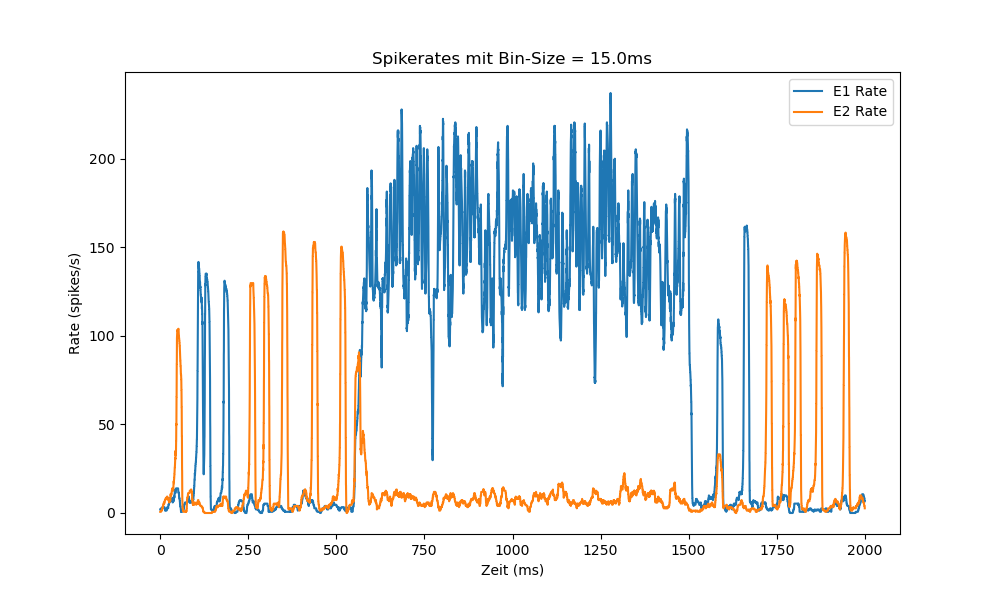 Spikerates mit Bin-Size = 15.0ms
E1 Rate
E2 Rate
Rate (spikes/s)
200
150
100
50
0
0 250 500 750 1000 1250 1500 1750 2000
Zeit (ms)